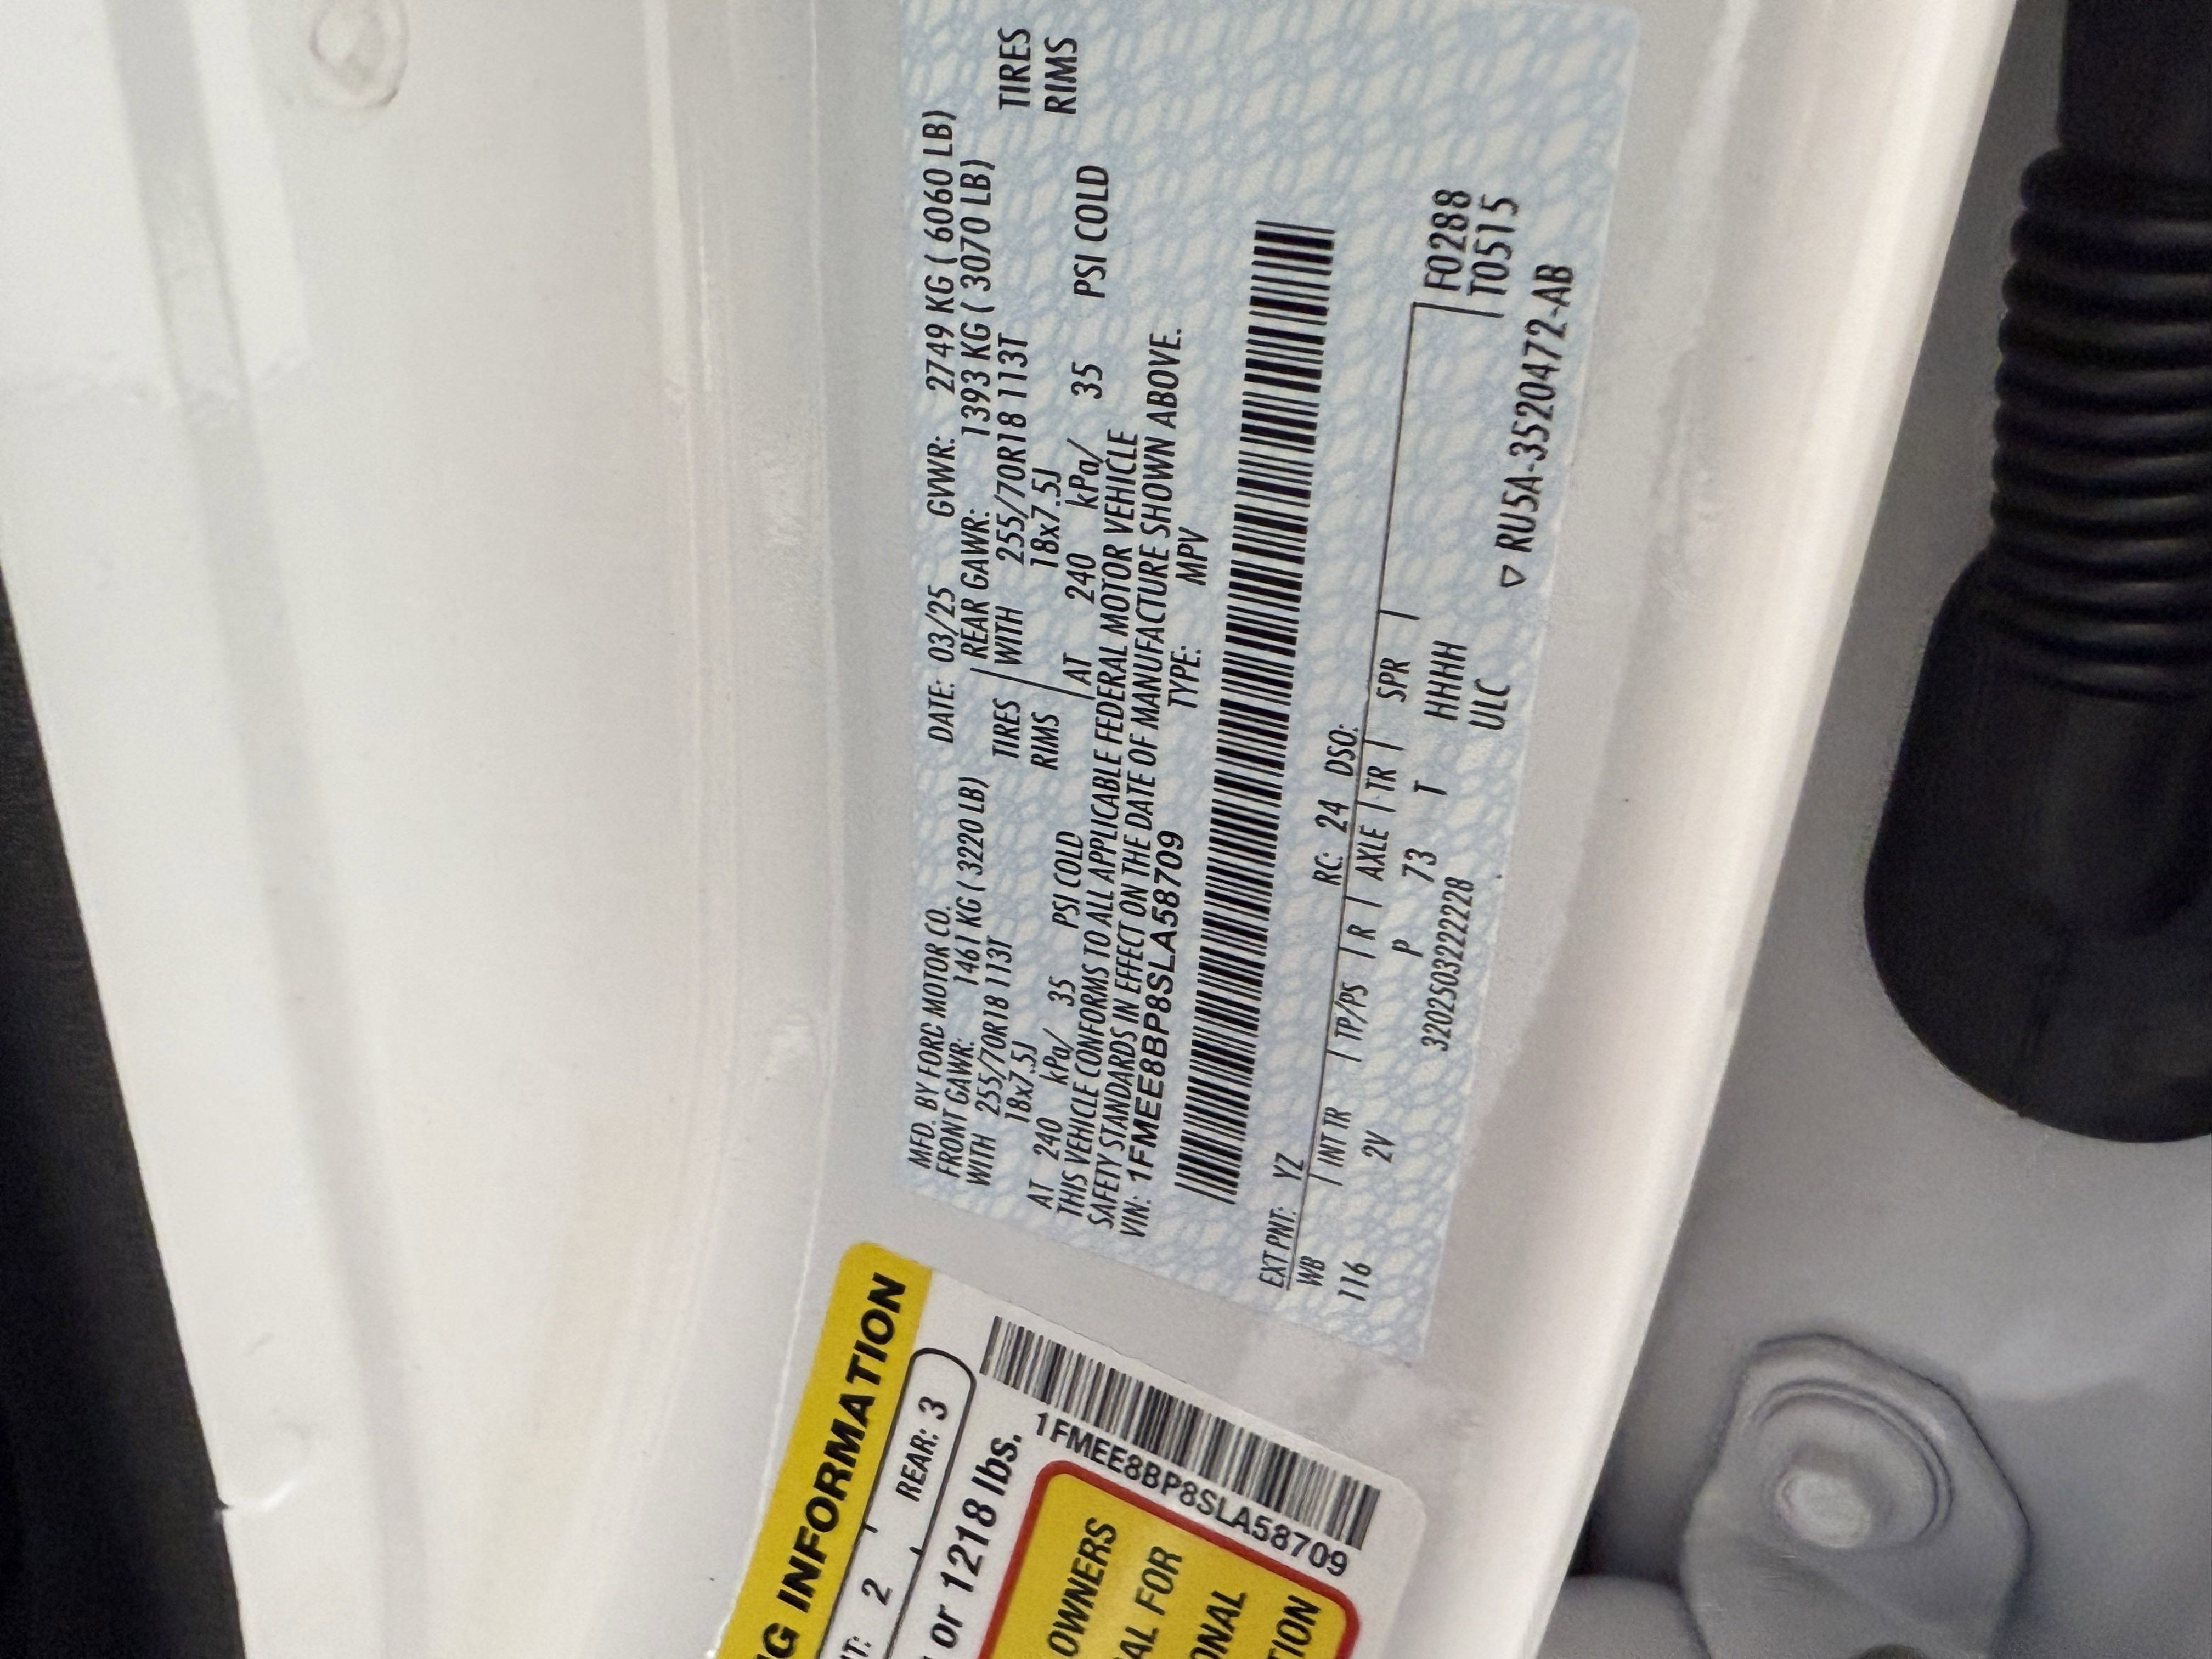 MFD. BY FORD MOTOR CO. DATE: 03/25 GVWR: 2749 KG ( 6060 LB)
FRONT GAWR: 1461 KG ( 3220 LB) REAR GAWR: 1393 KG ( 3070 LB)
WITH 255/70R18 113T TIRES WITH 255/70R18 113T TIRES
18x7.5J RIMS 18x7.5J RIMS
AT 240 kPa/ 35 PSI COLD AT 240 kPa/ 35 PSI COLD
THIS VEHICLE CONFORMS TO ALL APPLICABLE FEDERAL MOTOR VEHICLE
SAFETY STANDARDS IN EFFECT ON THE DATE OF MANUFACTURE SHOWN ABOVE.
VIN: 1FMEE8BP8SLA58709 TYPE: MPV
EXT PNT: YZ RC: 24 DSO:
WB INT TR TP/PS R AXLE TR SPR F0288
116 2V P 73 T HHHH T0515
3202503222228 ULC
▽ RU5A-3520472-AB
INFORMATION
2 REAR: 3
or 1218 lbs.
1FMEE8BP8SLA58709
OWNERS
FOR